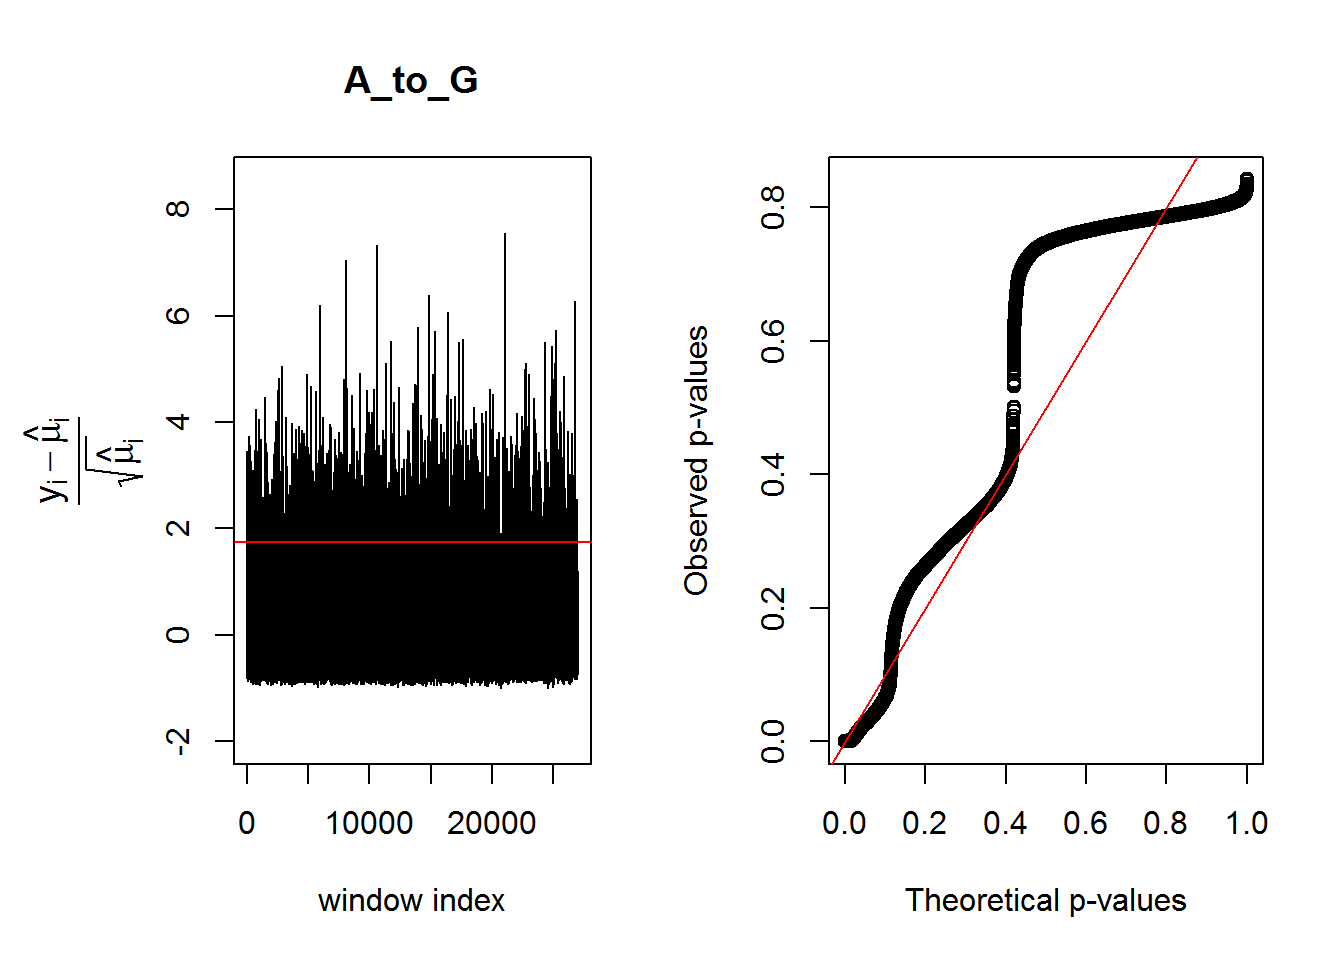 A_to_G
8
6
4
2
0
-2
yᵢ − μ̂ᵢ
√μ̂ᵢ
0 10000 20000
window index
0.8
0.6
0.4
0.2
0.0
Observed p-values
0.0 0.2 0.4 0.6 0.8 1.0
Theoretical p-values